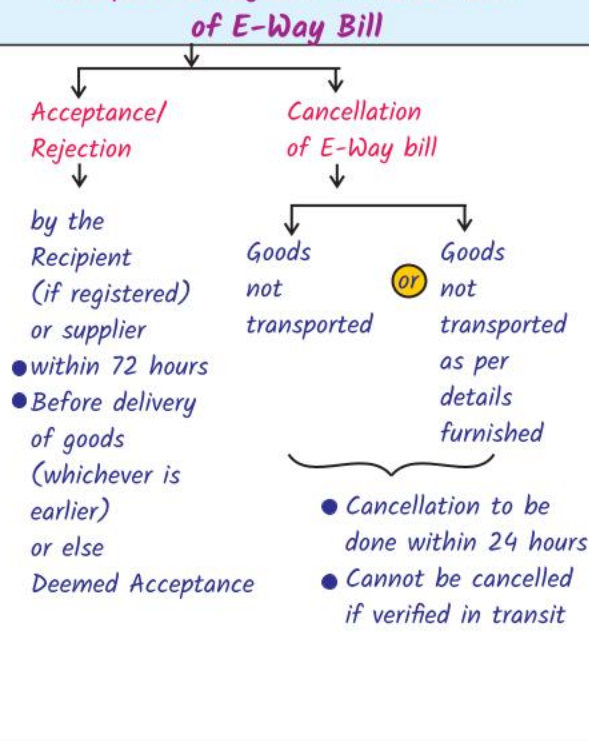 of E-Way Bill
Acceptance/
Rejection
by the
Recipient
(if registered)
or supplier
within 72 hours
Before delivery
of goods
(whichever is
earlier)
or else
Deemed Acceptance
Cancellation
of E-Way bill
Goods
not
transported
or
Goods
not
transported
as per
details
furnished
Cancellation to be
done within 24 hours
Cannot be cancelled
if verified in transit